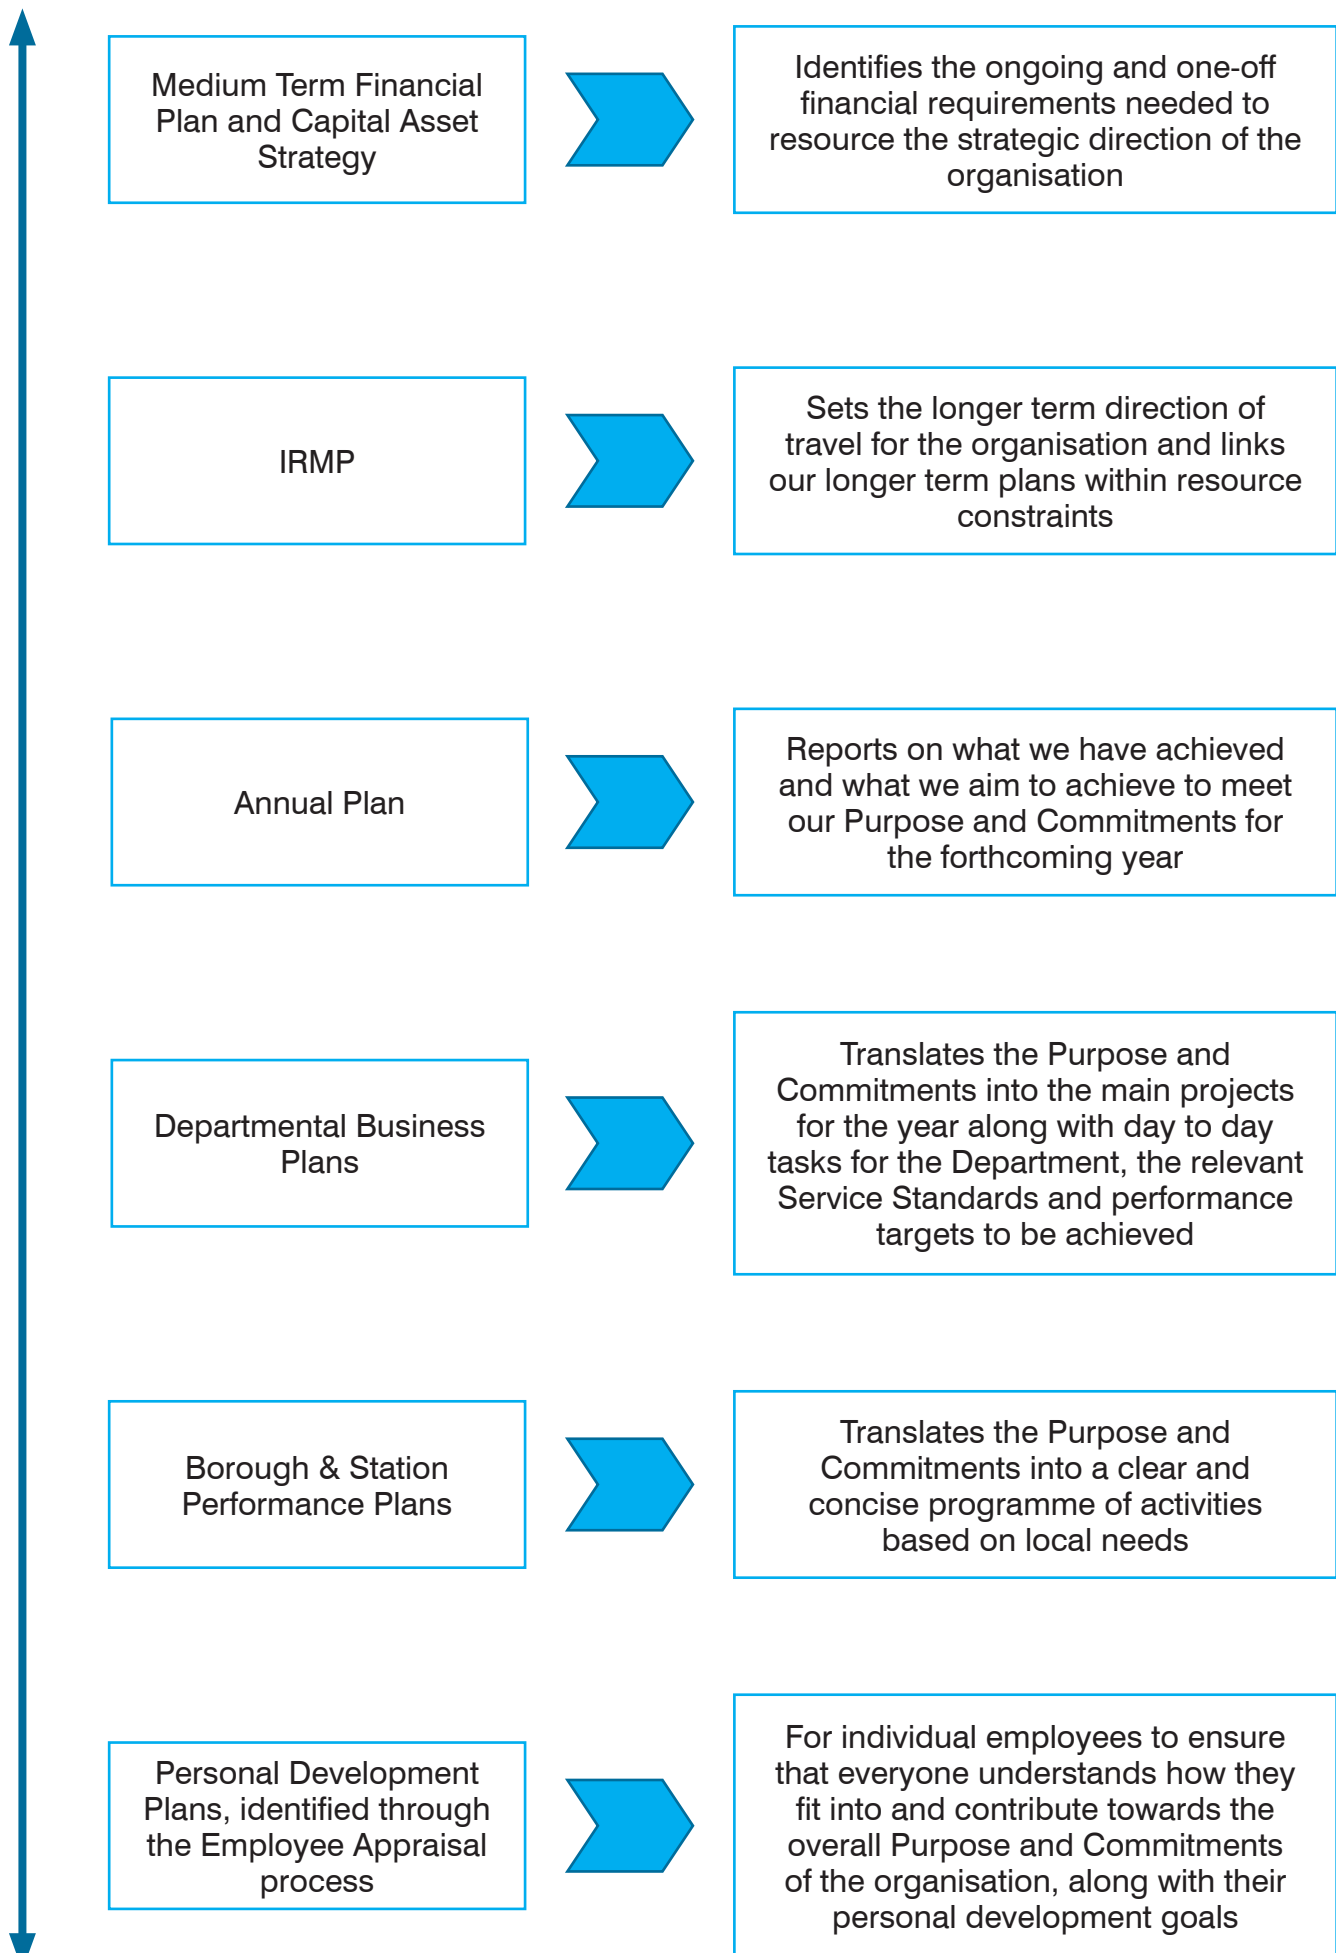 Medium Term Financial
Plan and Capital Asset
Strategy
Identifies the ongoing and one-off
financial requirements needed to
resource the strategic direction of the
organisation
IRMP
Sets the longer term direction of
travel for the organisation and links
our longer term plans within resource
constraints
Annual Plan
Reports on what we have achieved
and what we aim to achieve to meet
our Purpose and Commitments for
the forthcoming year
Departmental Business
Plans
Translates the Purpose and
Commitments into the main projects
for the year along with day to day
tasks for the Department, the relevant
Service Standards and performance
targets to be achieved
Borough & Station
Performance Plans
Translates the Purpose and
Commitments into a clear and
concise programme of activities
based on local needs
Personal Development
Plans, identified through
the Employee Appraisal
process
For individual employees to ensure
that everyone understands how they
fit into and contribute towards the
overall Purpose and Commitments
of the organisation, along with their
personal development goals